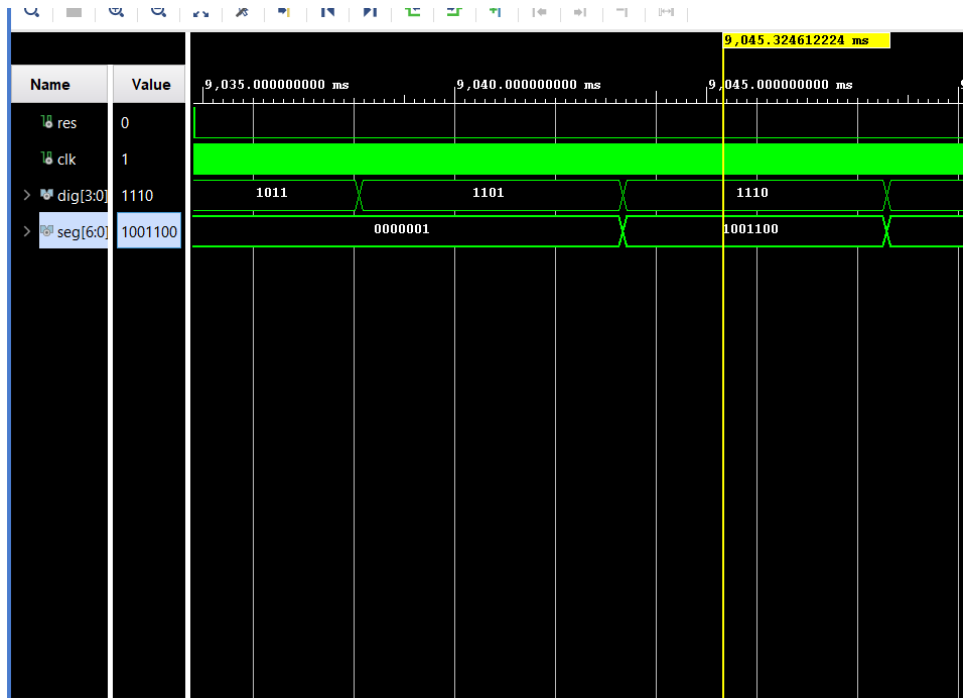 9,045.324612224 ms
Name Value 9,035.000000000 ms 9,040.000000000 ms 9,045.000000000 ms
res 0
clk 1
dig[3:0] 1110 1011 1101 1110
seg[6:0] 1001100 0000001 1001100